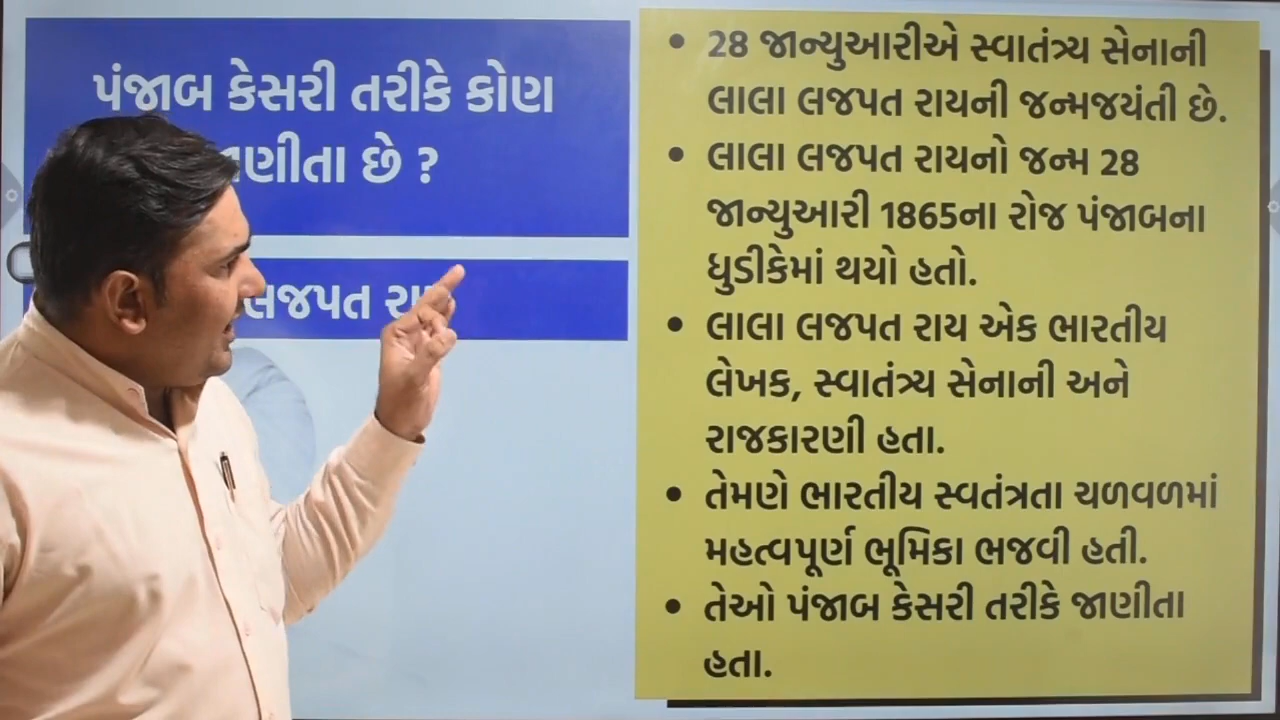 પંજાબ કેસરી તરીકે કોણ
છે ?
લજપત
• 28 જાન્યુઆરીએ સ્વાતંત્ર્ય સેનાની
લાલા લજપત રાયની જન્મજયંતી છે.
• લાલા લજપત રાયનો જન્મ 28
જાન્યુઆરી 1865ના રોજ પંજાબના
ધુડીકેમાં થયો હતો.
• લાલા લજપત રાય એક ભારતીય
લેખક, સ્વાતંત્ર્ય સેનાની અને
રાજકારણી હતા.
• તેમણે ભારતીય સ્વતંત્રતા ચળવળમાં
મહત્વપૂર્ણ ભૂમિકા ભજવી હતી.
• તેઓ પંજાબ કેસરી તરીકે જાણીતા
હતા.